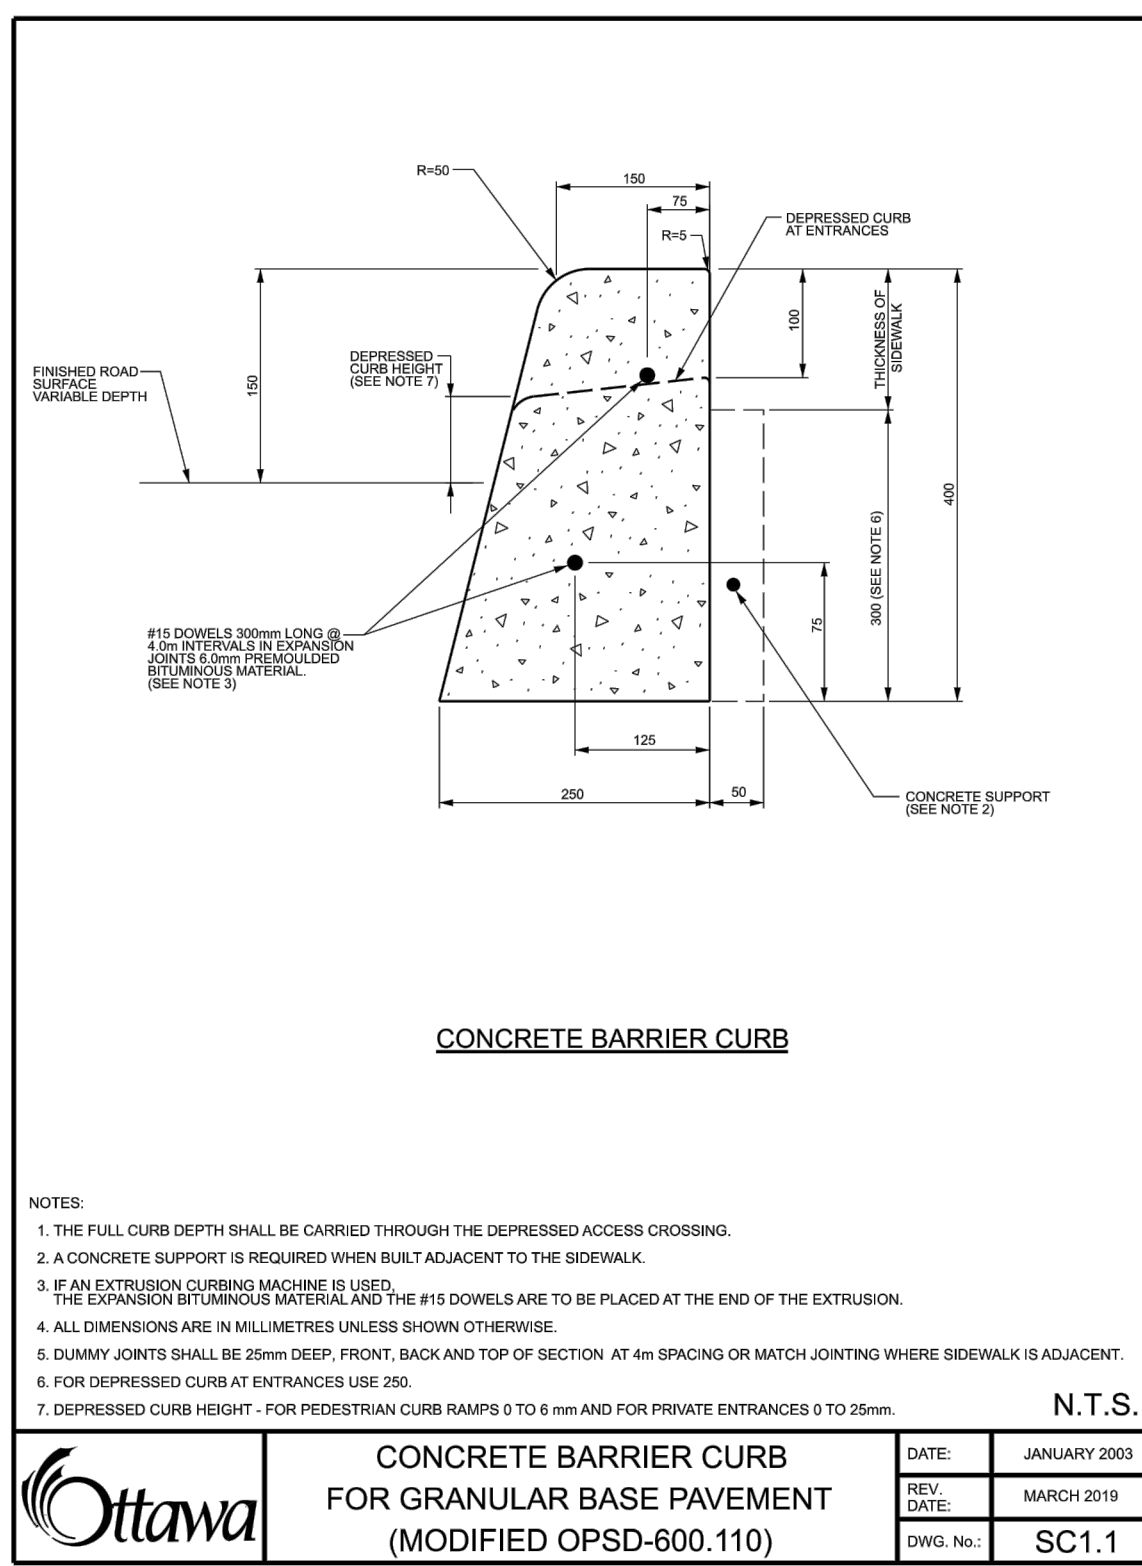 R=50
150
75
R=5
DEPRESSED CURB
AT ENTRANCES
THICKNESS OF
SIDEWALK
100
FINISHED ROAD
SURFACE
VARIABLE DEPTH
150
DEPRESSED
CURB HEIGHT
(SEE NOTE 7)
400
300 (SEE NOTE 6)
75
#15 DOWELS 300mm LONG @
4.0m INTERVALS IN EXPANSION
JOINTS 6.0mm PREMOULDED
BITUMINOUS MATERIAL.
(SEE NOTE 3)
125
250
50
CONCRETE SUPPORT
(SEE NOTE 2)
CONCRETE BARRIER CURB
NOTES:
1. THE FULL CURB DEPTH SHALL BE CARRIED THROUGH THE DEPRESSED ACCESS CROSSING.
2. A CONCRETE SUPPORT IS REQUIRED WHEN BUILT ADJACENT TO THE SIDEWALK.
3. IF AN EXTRUSION CURBING MACHINE IS USED,
THE EXPANSION BITUMINOUS MATERIAL AND THE #15 DOWELS ARE TO BE PLACED AT THE END OF THE EXTRUSION.
4. ALL DIMENSIONS ARE IN MILLIMETRES UNLESS SHOWN OTHERWISE.
5. DUMMY JOINTS SHALL BE 25mm DEEP, FRONT, BACK AND TOP OF SECTION AT 4m SPACING OR MATCH JOINTING WHERE SIDEWALK IS ADJACENT.
6. FOR DEPRESSED CURB AT ENTRANCES USE 250.
7. DEPRESSED CURB HEIGHT - FOR PEDESTRIAN CURB RAMPS 0 TO 6 mm AND FOR PRIVATE ENTRANCES 0 TO 25mm.
N.T.S.
Ottawa
CONCRETE BARRIER CURB
FOR GRANULAR BASE PAVEMENT
(MODIFIED OPSD-600.110)
DATE: JANUARY 2003
REV.
DATE: MARCH 2019
DWG. No.: SC1.1